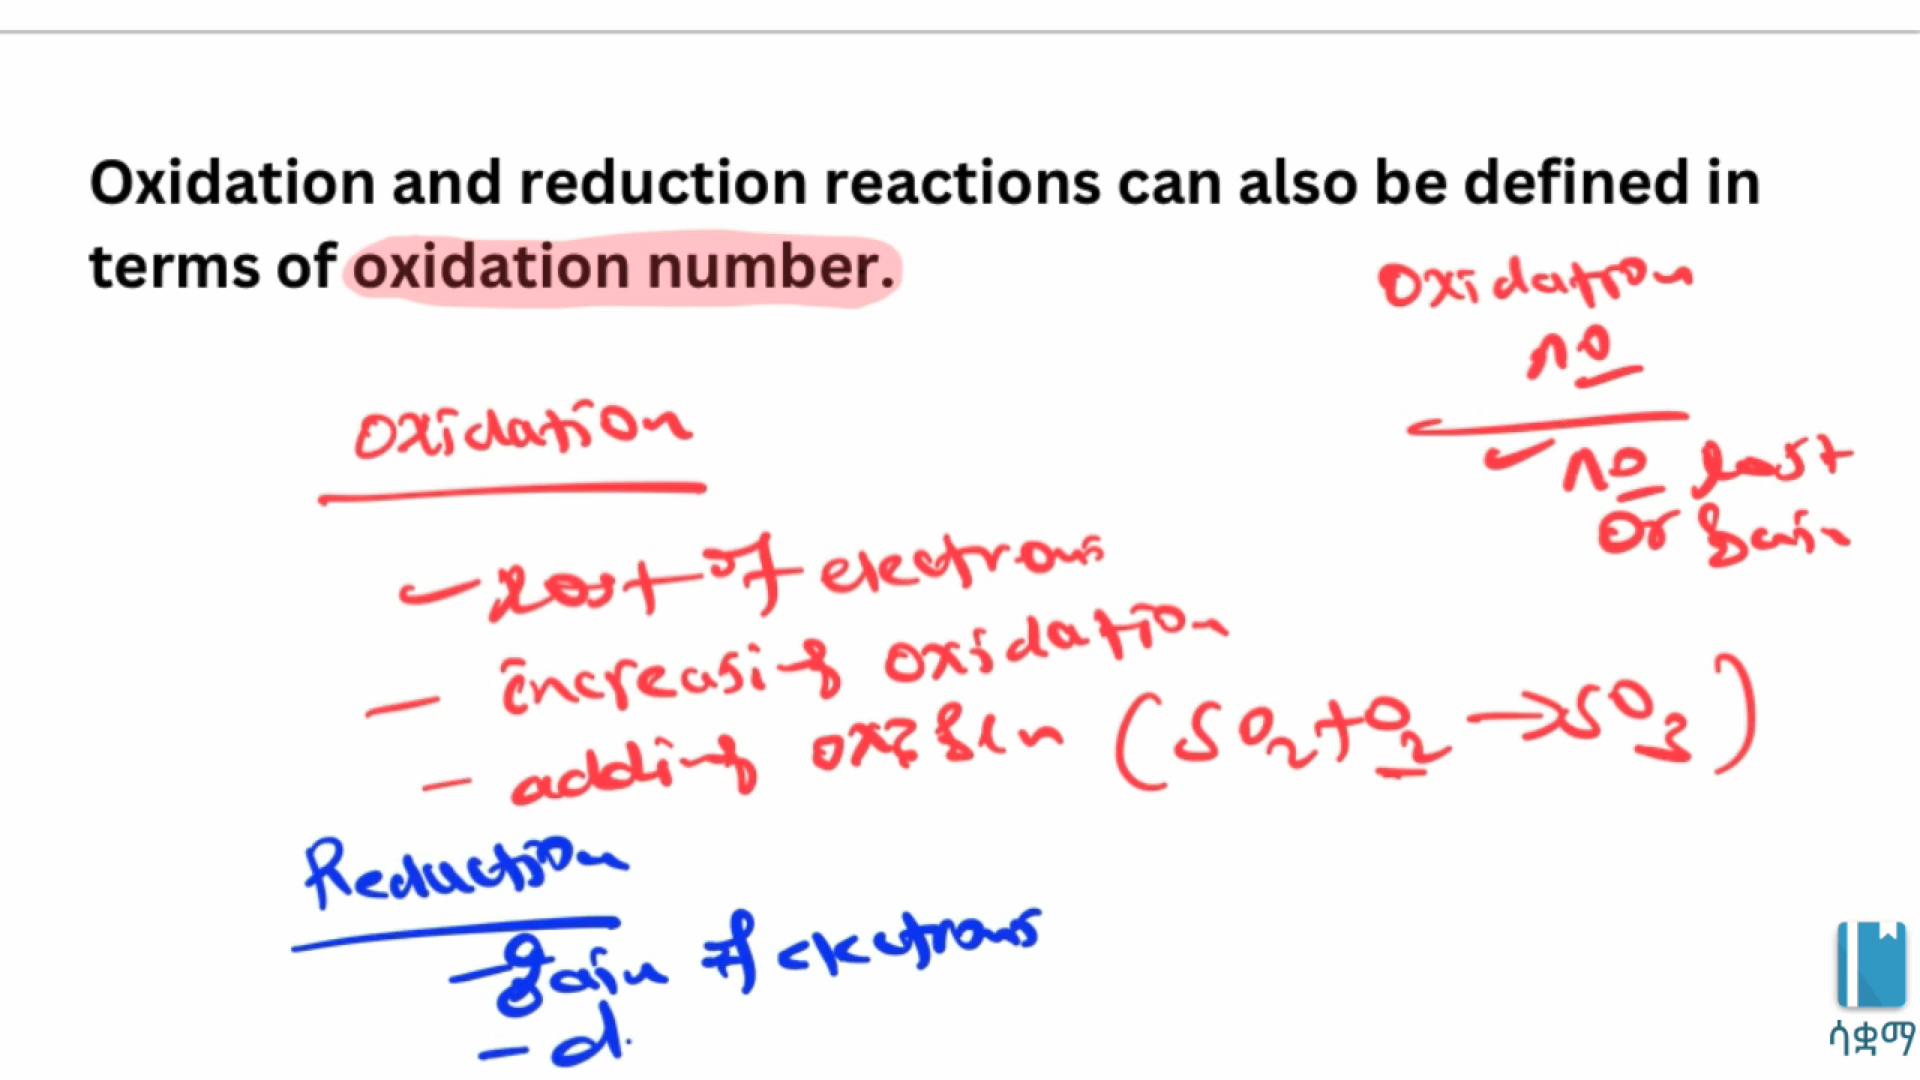 Oxidation and reduction reactions can also be defined in
terms of oxidation number.
Oxidation
no
no lost
or gain
Oxidation
- lost of electrons
- increasing oxidation
- adding oxygen (SO2 + O2 → SO3)
Reduction
- gain of electrons
- d
ሳቋማ